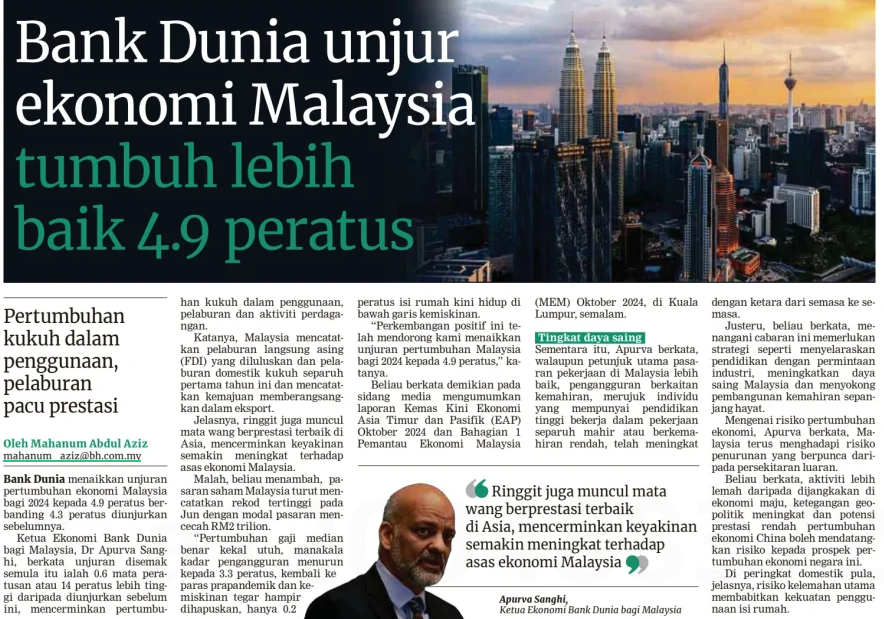 Bank Dunia unjur
ekonomi Malaysia
tumbuh lebih
baik 4.9 peratus
Pertumbuhan
kukuh dalam
penggunaan,
pelaburan
pacu prestasi
Oleh Mahanum Abdul Aziz
mahanum_aziz@bh.com.my
Bank Dunia menaikkan unjuran
pertumbuhan ekonomi Malaysia
bagi 2024 kepada 4.9 peratus ber-
banding 4.3 peratus diunjurkan
sebelumnya.
Ketua Ekonomi Bank Dunia
bagi Malaysia, Dr Apurva Sang-
hi, berkata unjuran disemak
semula itu ialah 0.6 mata pera-
tusan atau 14 peratus lebih ting-
gi daripada diunjurkan sebelum
ini, mencerminkan pertumbu-
han kukuh dalam penggunaan,
pelaburan dan aktiviti perdaga-
ngan.
Katanya, Malaysia mencatat-
kan pelaburan langsung asing
(FDI) yang diluluskan dan pela-
buran domestik kukuh separuh
pertama tahun ini dan mencatat-
kan kemajuan memberangsang-
kan dalam eksport.
Jelasnya, ringgit juga muncul
mata wang berprestasi terbaik di
Asia, mencerminkan keyakinan
semakin meningkat terhadap
asas ekonomi Malaysia.
Malah, beliau menambah, pa-
saran saham Malaysia turut men-
catatkan rekod tertinggi pada
Jun dengan modal pasaran men-
cecah RM2 trilion.
“Pertumbuhan gaji median
benar kekal utuh, manakala
kadar pengangguran menurun
kepada 3.3 peratus, kembali ke
paras prapandemik dan ke-
miskinan tegar hampir
dihapuskan, hanya 0.2
peratus isi rumah kini hidup di
bawah garis kemiskinan.
“Perkembangan positif ini te-
lah mendorong kami menaikkan
unjuran pertumbuhan Malaysia
bagi 2024 kepada 4.9 peratus,” ka-
tanya.
Beliau berkata demikian pada
sidang media mengumumkan
laporan Kemas Kini Ekonomi
Asia Timur dan Pasifik (EAP)
Oktober 2024 dan Bahagian 1
Pemantau Ekonomi Malaysia
(MEM) Oktober 2024, di Kuala
Lumpur, semalam.
Tingkat daya saing
Sementara itu, Apurva berkata,
walaupun petunjuk utama pasa-
ran pekerjaan di Malaysia lebih
baik, pengangguran berkaitan
kemahiran, merujuk individu
yang mempunyai pendidikan
tinggi bekerja dalam pekerjaan
separuh mahir atau berkema-
hiran rendah, telah meningkat
dengan ketara dari semasa ke se-
masa.
Justeru, beliau berkata, me-
nangani cabaran ini memerlukan
strategi seperti menyelaraskan
pendidikan dengan permintaan
industri, meningkatkan daya
saing Malaysia dan menyokong
pembangunan kemahiran sepan-
jang hayat.
Mengenai risiko pertumbuhan
ekonomi, Apurva berkata, Ma-
laysia terus menghadapi risiko
penurunan yang berpunca dari-
pada persekitaran luaran.
Beliau berkata, aktiviti lebih
lemah daripada dijangkakan di
ekonomi maju, ketegangan geo-
politik meningkat dan potensi
prestasi rendah pertumbuhan
ekonomi China boleh mendatang-
kan risiko kepada prospek per-
tumbuhan ekonomi negara ini.
Di peringkat domestik pula,
jelasnya, risiko kelemahan utama
membabitkan kekuatan penggu-
naan isi rumah.
“Ringgit juga muncul mata
wang berprestasi terbaik
di Asia, mencerminkan keyakinan
semakin meningkat terhadap
asas ekonomi Malaysia”
Apurva Sanghi,
Ketua Ekonomi Bank Dunia bagi Malaysia